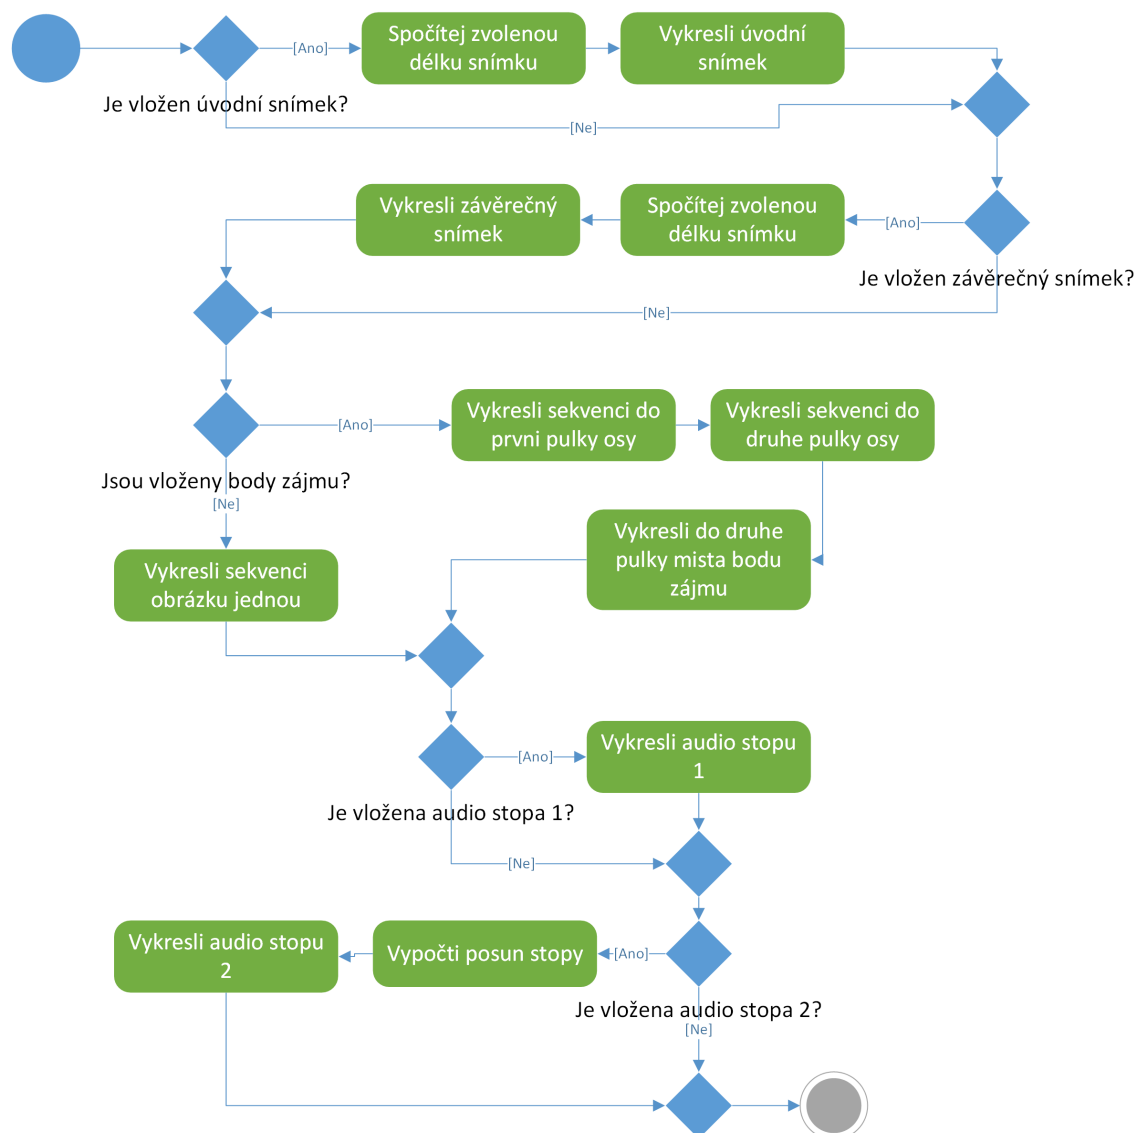 [Ano]
Spočítej zvolenou
délku snímku
Vykresli úvodní
snímek
Je vložen úvodní snímek?
[Ne]
Vykresli závěrečný
snímek
Spočítej zvolenou
délku snímku
[Ano]
Je vložen závěrečný snímek?
[Ne]
[Ano]
Vykresli sekvenci do
prvni pulky osy
Vykresli sekvenci do
druhe pulky osy
Jsou vloženy body zájmu?
[Ne]
Vykresli do druhe
pulky mista bodu
zájmu
Vykresli sekvenci
obrázku jednou
[Ano]
Vykresli audio stopu
1
Je vložena audio stopa 1?
[Ne]
Vykresli audio stopu
2
Vypočti posun stopy
[Ano]
Je vložena audio stopa 2?
[Ne]